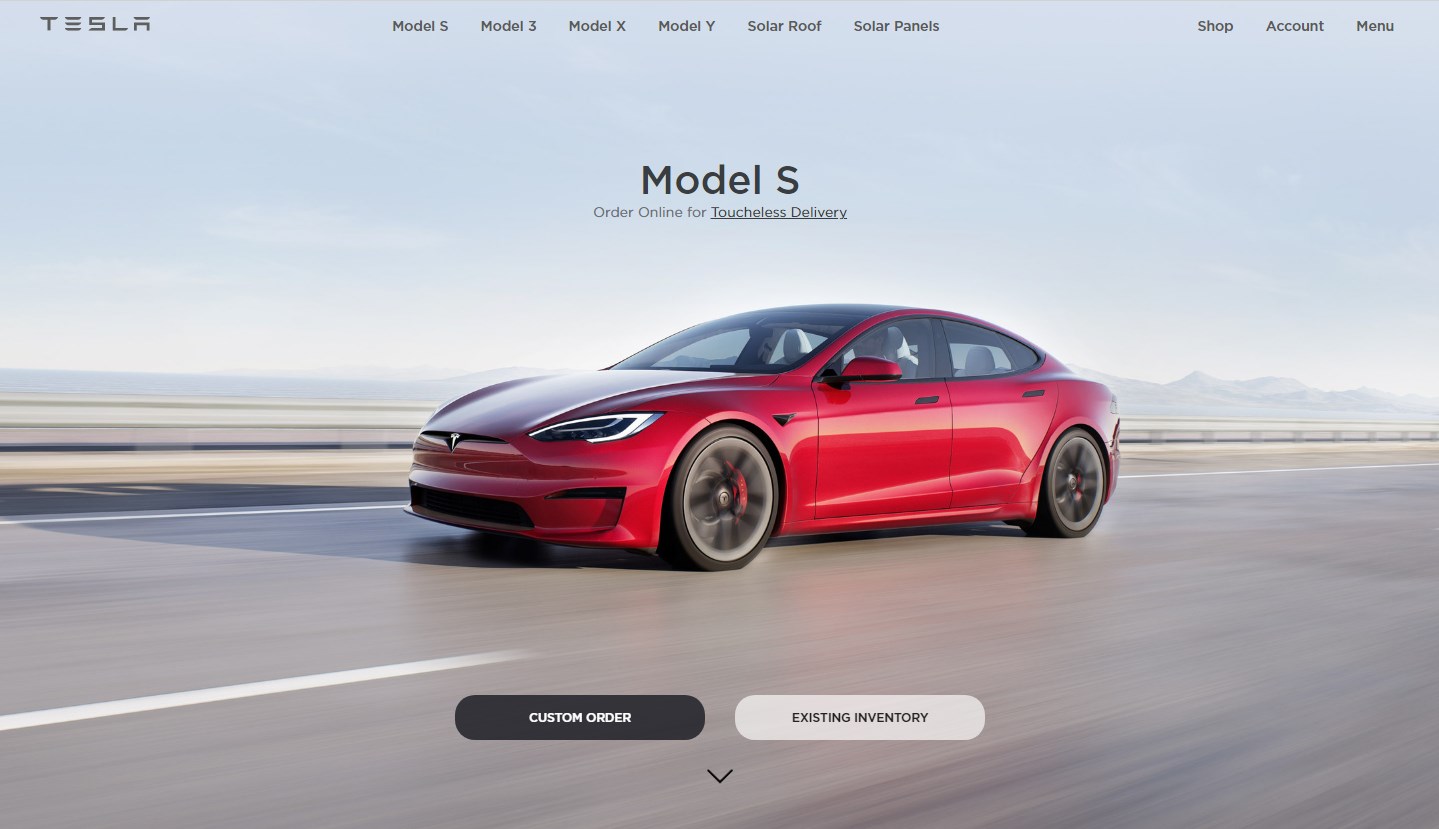 TESLA
Model S Model 3 Model X Model Y Solar Roof Solar Panels
Shop Account Menu
Model S
Order Online for Toucheless Delivery
CUSTOM ORDER
EXISTING INVENTORY